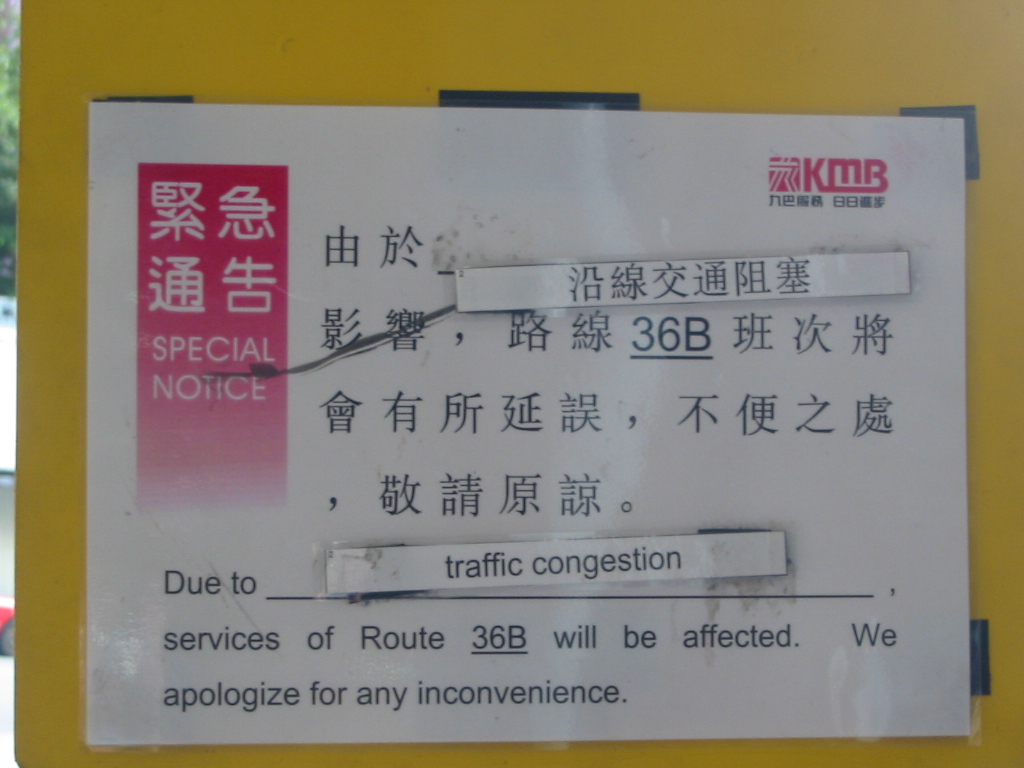 緊急
通告
SPECIAL
NOTICE
KMB
九巴服務 日日進步
由於 沿線交通阻塞
影響，路線 36B 班次將
會有所延誤，不便之處
，敬請原諒。
Due to traffic congestion ,
services of Route 36B will be affected. We
apologize for any inconvenience.